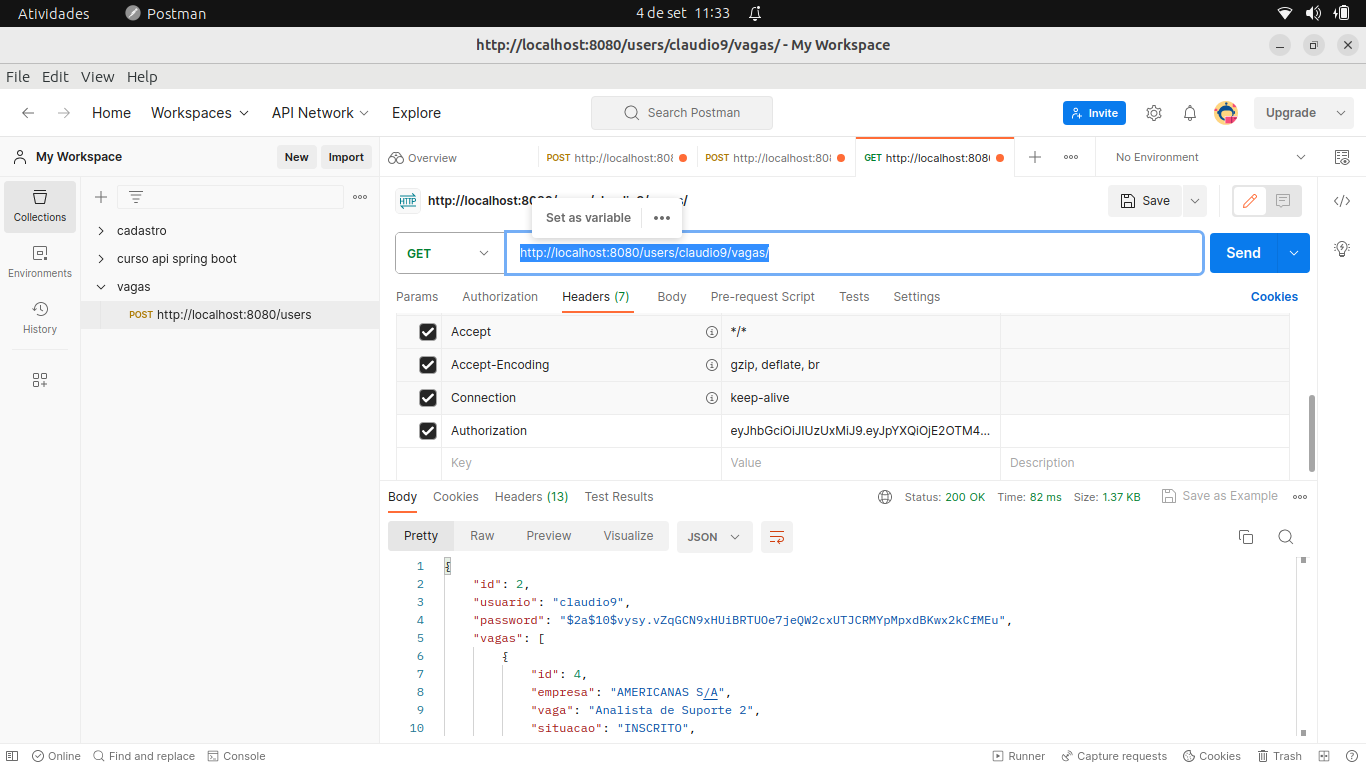 Atividades
Postman
4 de set 11:33
http://localhost:8080/users/claudio9/vagas/ - My Workspace
File Edit View Help
Home Workspaces API Network Explore
Search Postman
Invite
Upgrade
My Workspace
New Import
Overview
POST http://localhost:808
POST http://localhost:808
GET http://localhost:8080
No Environment
Collections
Environments
History
cadastro
curso api spring boot
vagas
POST http://localhost:8080/users
HTTP
Save
Set as variable
GET
http://localhost:8080/users/claudio9/vagas/
Send
Params Authorization Headers (7) Body Pre-request Script Tests Settings Cookies
Accept */*
Accept-Encoding gzip, deflate, br
Connection keep-alive
Authorization eyJhbGciOiJIUzUxMiJ9.eyJpYXQiOjE2OTM4...
Key Value Description
Body Cookies Headers (13) Test Results
Status: 200 OK Time: 82 ms Size: 1.37 KB Save as Example
Pretty Raw Preview Visualize JSON
1 {
2 "id": 2,
3 "usuario": "claudio9",
4 "password": "$2a$10$vysy.vZqGCN9xHUiBRTUOe7jeQW2cxUTJCRMYpMpxdBKwx2kCfMEu",
5 "vagas": [
6 {
7 "id": 4,
8 "empresa": "AMERICANAS S/A",
9 "vaga": "Analista de Suporte 2",
10 "situacao": "INSCRITO",
Online Find and replace Console
Runner Capture requests Cookies Trash